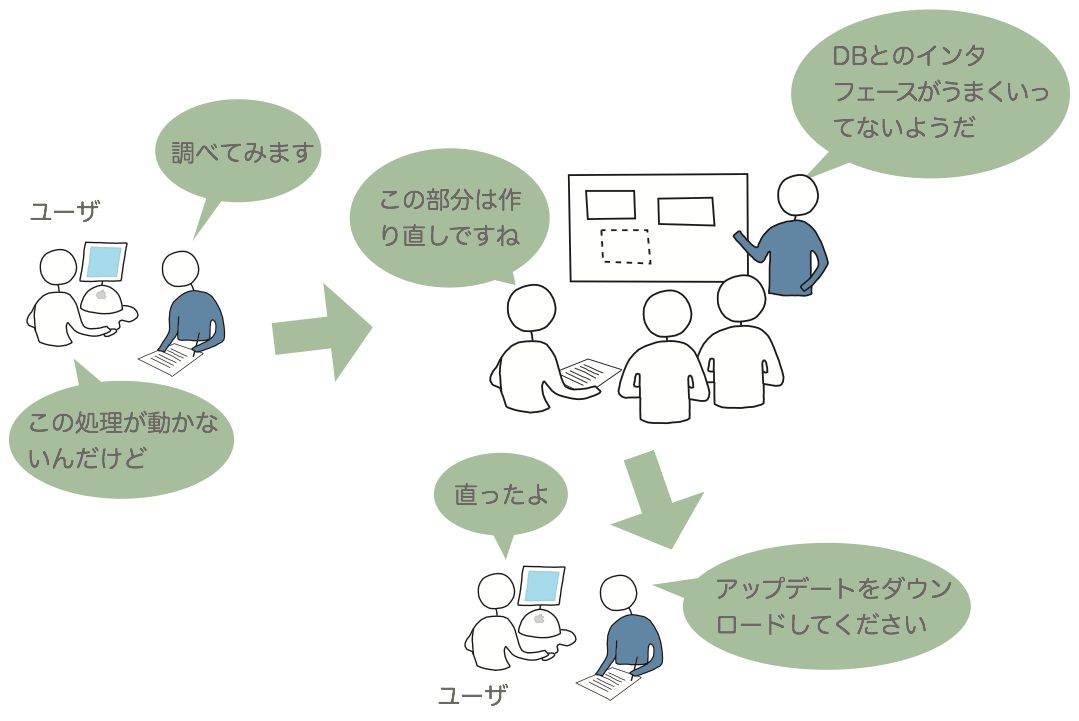 ユーザ
調べてみます
この処理が動かな
いんだけど
この部分は作
り直しですね
DBとのインタ
フェースがうまくいっ
てないようだ
直ったよ
アップデートをダウン
ロードしてください
ユーザ